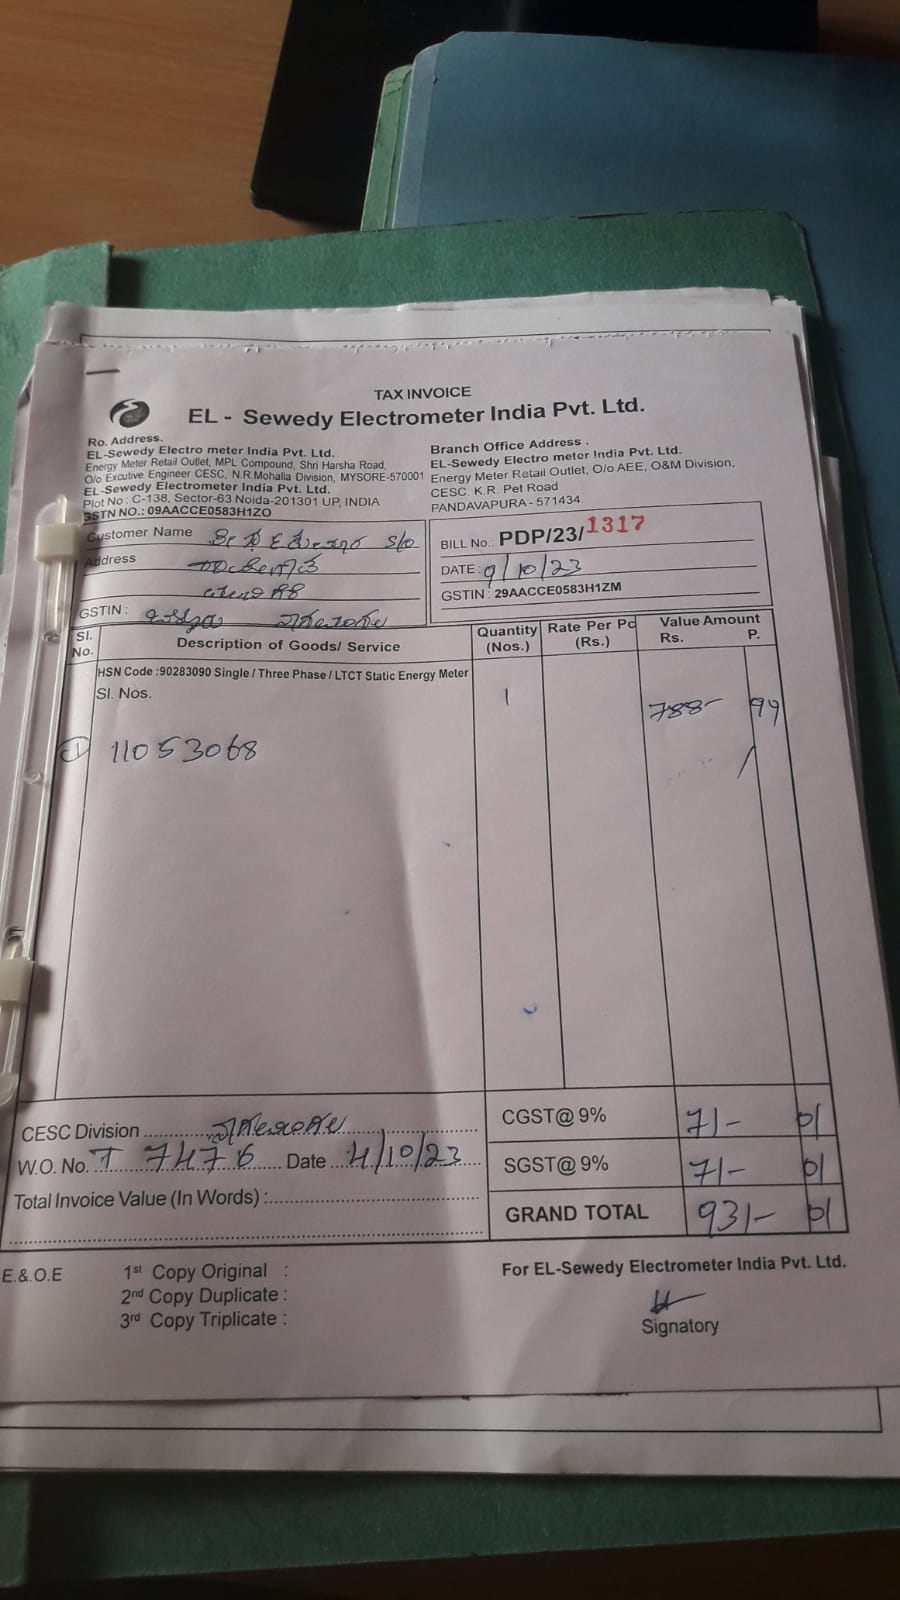 TAX INVOICE
EL - Sewedy Electrometer India Pvt. Ltd.
Ro. Address.
EL-Sewedy Electro meter India Pvt. Ltd.
Energy Meter Retail Outlet, MPL Compound, Shri Harsha Road,
O/o Excutive Engineer CESC, N.R.Mohalla Division, MYSORE-570001
EL-Sewedy Electrometer India Pvt. Ltd.
Plot No : C-138, Sector-63 Noida-201301 UP, INDIA
GSTN NO.: 09AACCE0583H1ZO
Branch Office Address .
EL-Sewedy Electro meter India Pvt. Ltd.
Energy Meter Retail Outlet, O/o AEE, O&M Division,
CESC. K.R. Pet Road
PANDAVAPURA - 571434.
Customer Name S/o
Address
GSTIN :
BILL No.: PDP/23/1317
DATE : 9/10/23
GSTIN : 29AACCE0583H1ZM
Sl. No. Description of Goods/ Service Quantity (Nos.) Rate Per Pc (Rs.) Value Amount Rs. P.
HSN Code :90283090 Single / Three Phase / LTCT Static Energy Meter
Sl. Nos. 1 788- 99
① 11053068
CESC Division
W.O. No. T 7476 Date 4/10/23
Total Invoice Value (In Words) :
CGST@ 9% 71- 01
SGST@ 9% 71- 01
GRAND TOTAL 931- 01
E.&.O.E
1st Copy Original :
2nd Copy Duplicate :
3rd Copy Triplicate :
For EL-Sewedy Electrometer India Pvt. Ltd.
Signatory